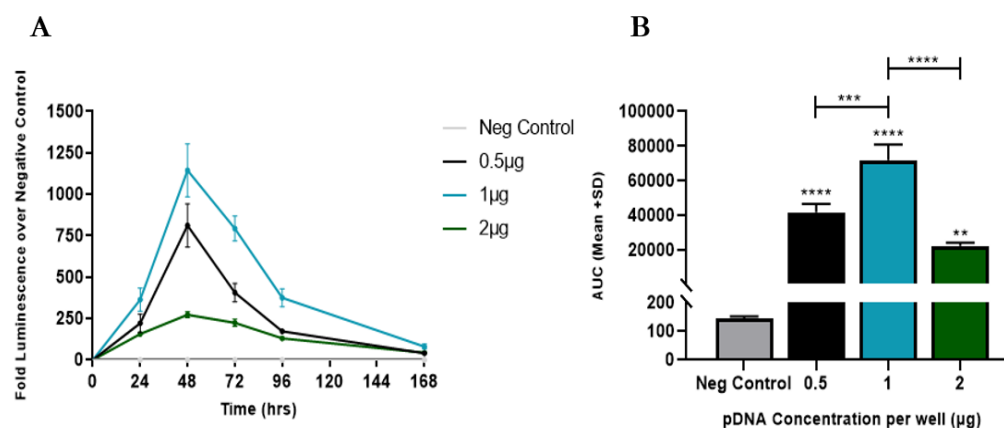 A
Fold Luminescence over Negative Control
1500
1250
1000
750
500
250
0
0 24 48 72 96 120 144 168
Time (hrs)
Neg Control
0.5µg
1µg
2µg
B
****
***
****
****
**
AUC (Mean +SD)
100000
80000
60000
40000
20000
200
100
0
Neg Control 0.5 1 2
pDNA Concentration per well (µg)